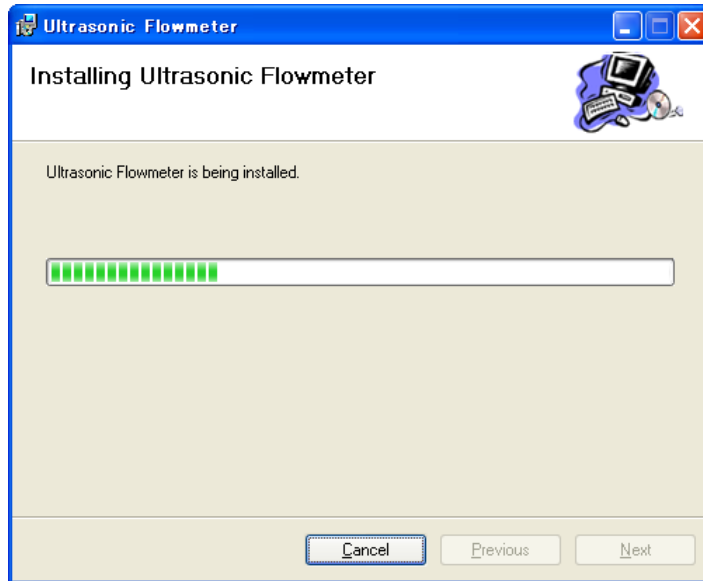 Ultrasonic Flowmeter
Installing Ultrasonic Flowmeter
Ultrasonic Flowmeter is being installed.
Cancel Previous Next